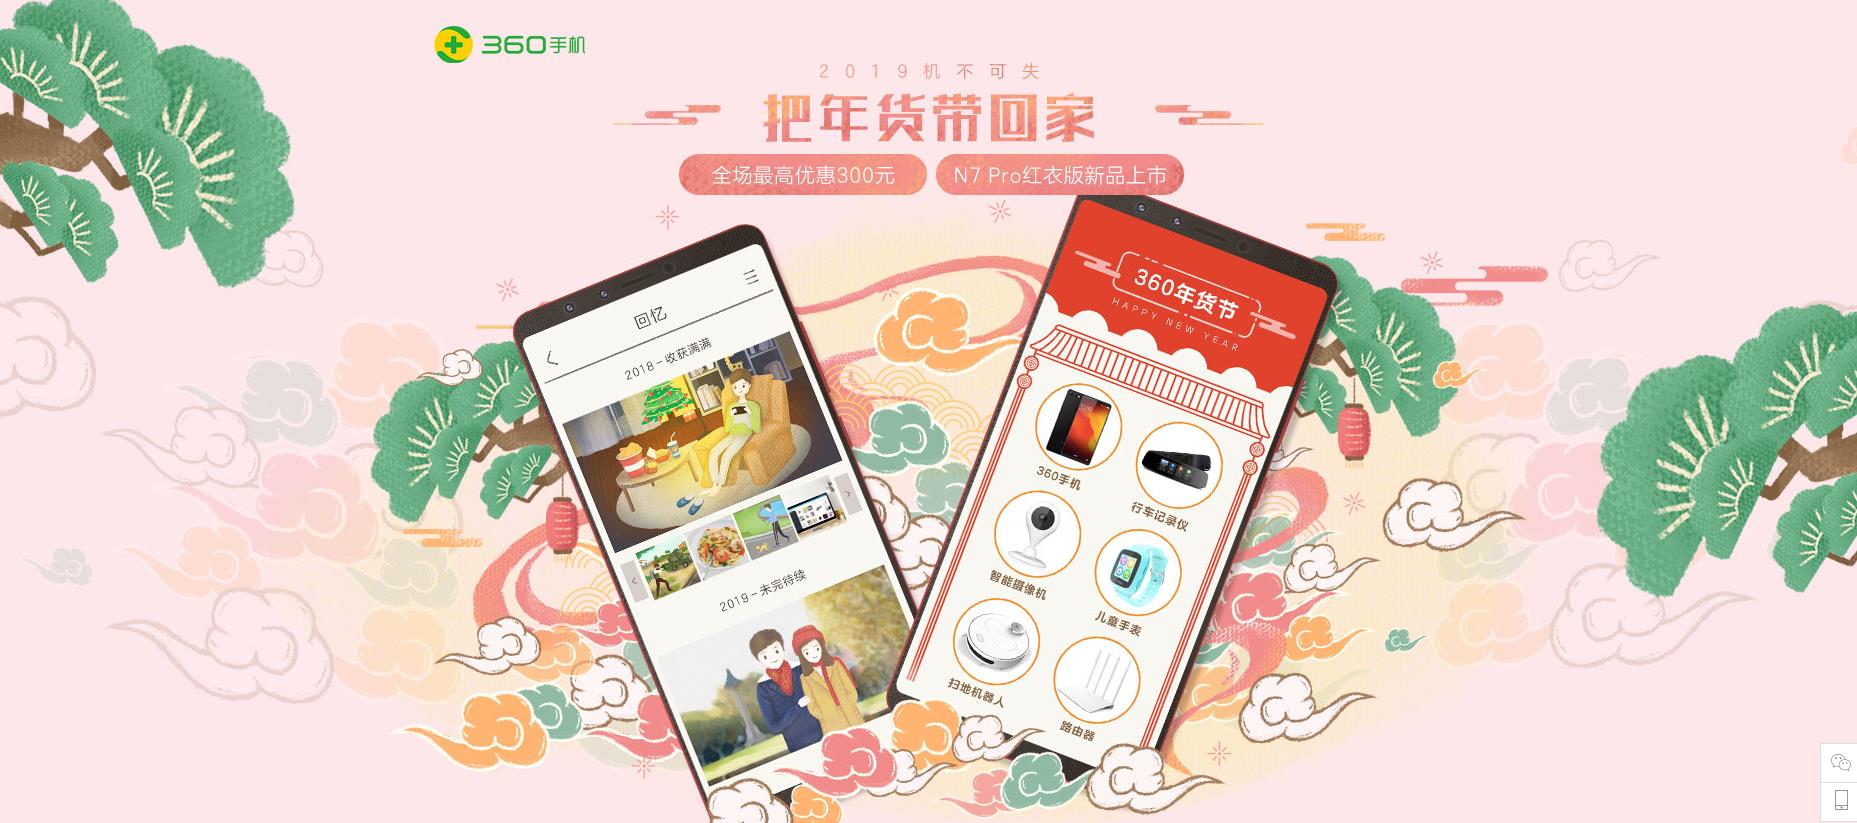 360手机
2019机不可失
把年货带回家
全场最高优惠300元
N7 Pro红衣版新品上市
回忆
2018-收获满满
2019-未完待续
360年货节
HAPPY NEW YEAR
360手机
行车记录仪
智能摄像机
儿童手表
扫地机器人
路由器